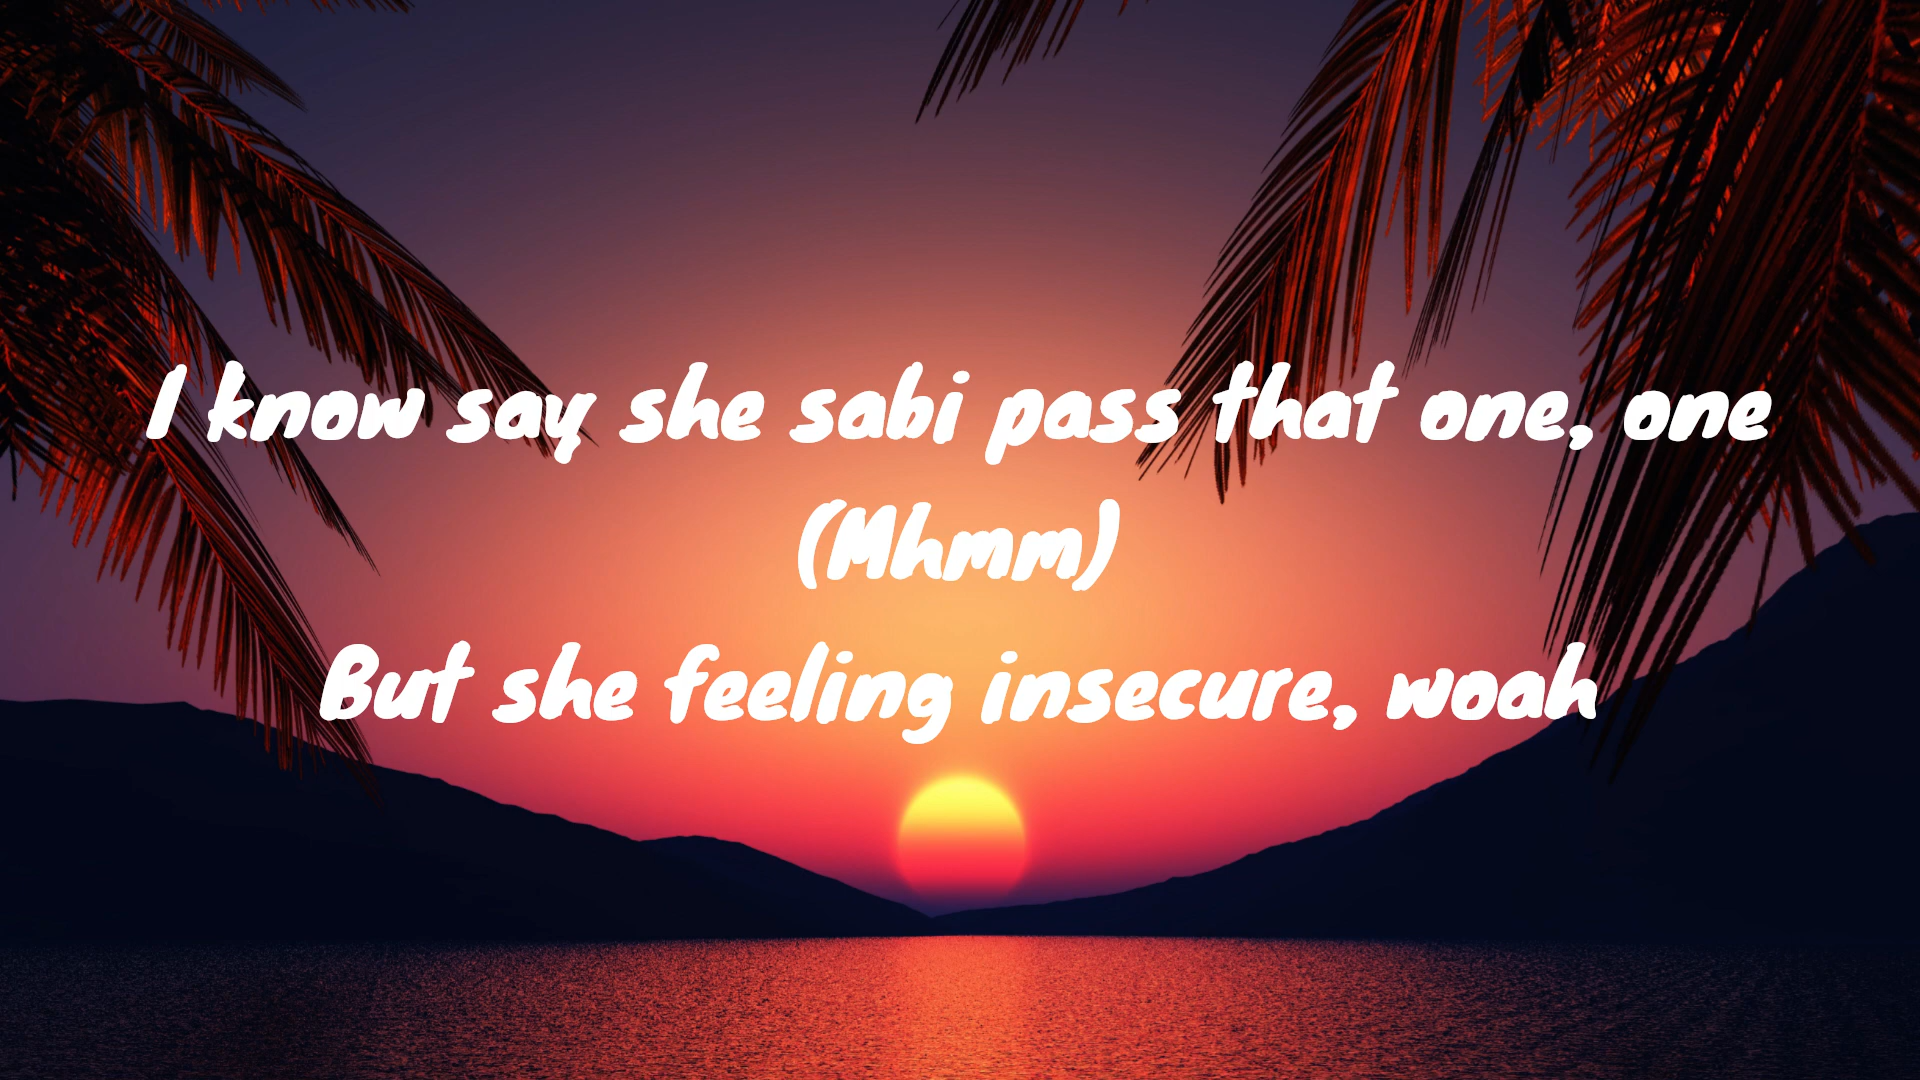 I know say she sabi pass that one, one
(Mhmm)
But she feeling insecure, woah